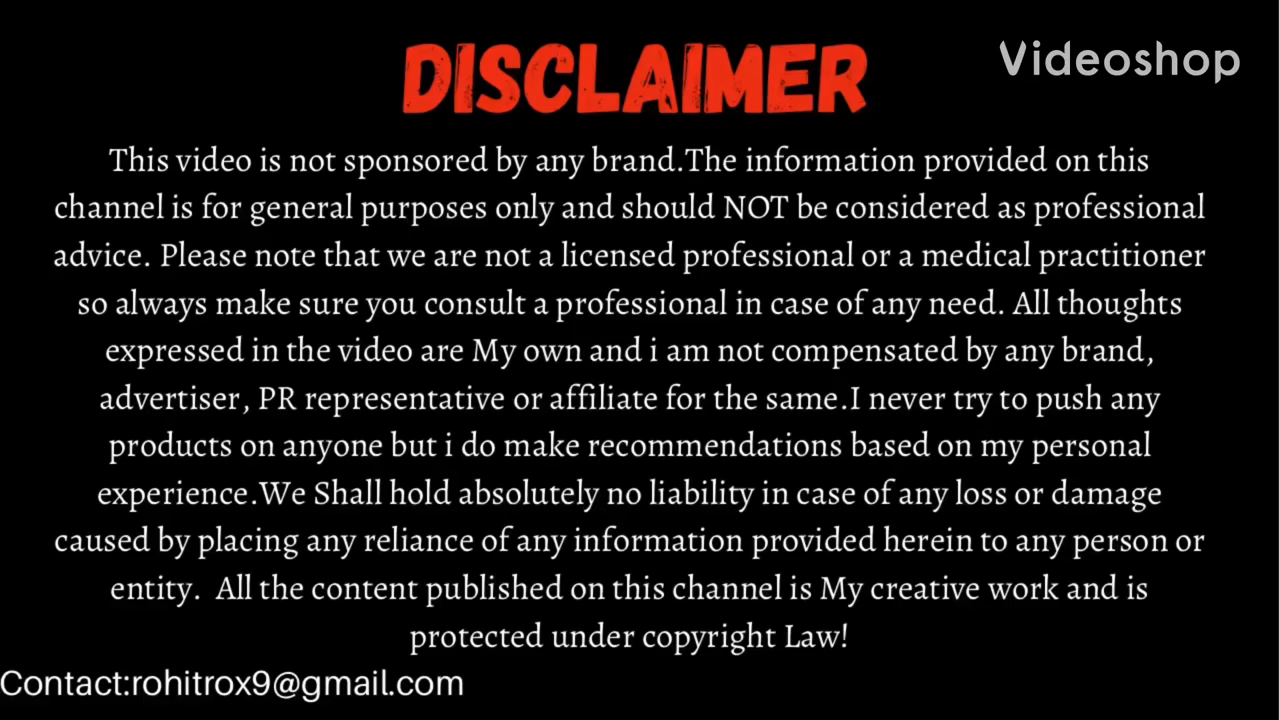 DISCLAIMER
Videoshop
This video is not sponsored by any brand.The information provided on this
channel is for general purposes only and should NOT be considered as professional
advice. Please note that we are not a licensed professional or a medical practitioner
so always make sure you consult a professional in case of any need. All thoughts
expressed in the video are My own and i am not compensated by any brand,
advertiser, PR representative or affiliate for the same.I never try to push any
products on anyone but i do make recommendations based on my personal
experience.We Shall hold absolutely no liability in case of any loss or damage
caused by placing any reliance of any information provided herein to any person or
entity.  All the content published on this channel is My creative work and is
protected under copyright Law!
Contact:rohitrox9@gmail.com